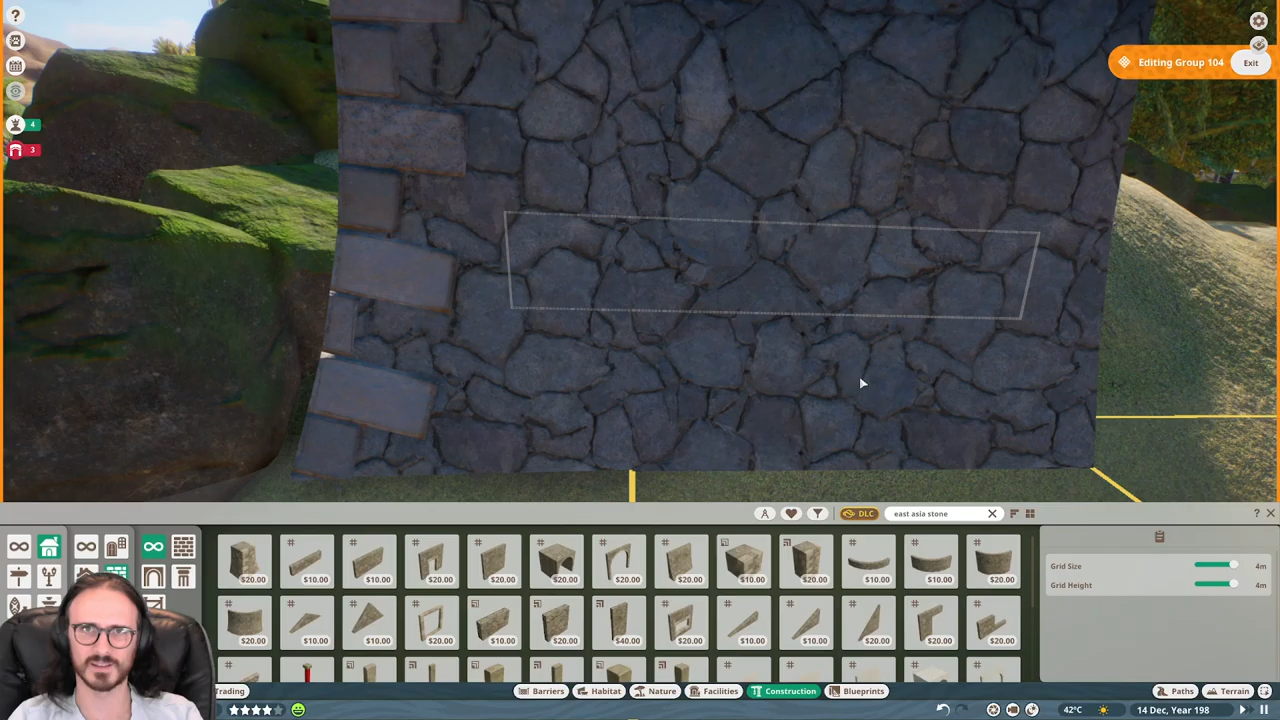 ?
Editing Group 104
Exit
4
3
DLC
east asia stone
?
$20.00 $10.00 $10.00 $20.00 $20.00 $20.00 $20.00 $20.00 $10.00 $20.00 $10.00 $10.00 $20.00
Grid Size 4m
Grid Height 4m
$20.00 $10.00 $10.00 $20.00 $10.00 $20.00 $40.00 $20.00 $10.00 $10.00 $20.00 $20.00 $20.00
Trading
Barriers
Habitat
Nature
Facilities
Construction
Blueprints
Paths
Terrain
42°C
14 Dec, Year 198